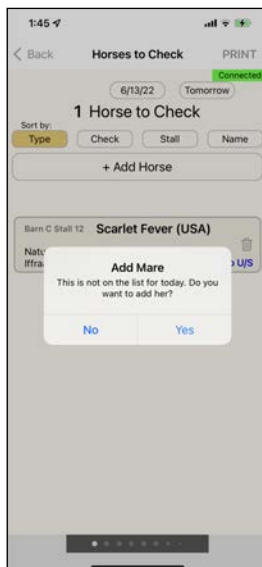 1:45
Back Horses to Check PRINT
Connected
6/13/22 Tomorrow
1 Horse to Check
Sort by:
Type Check Stall Name
+ Add Horse
Barn C Stall 12 Scarlet Fever (USA)
U/S
Add Mare
This is not on the list for today. Do you
want to add her?
No Yes